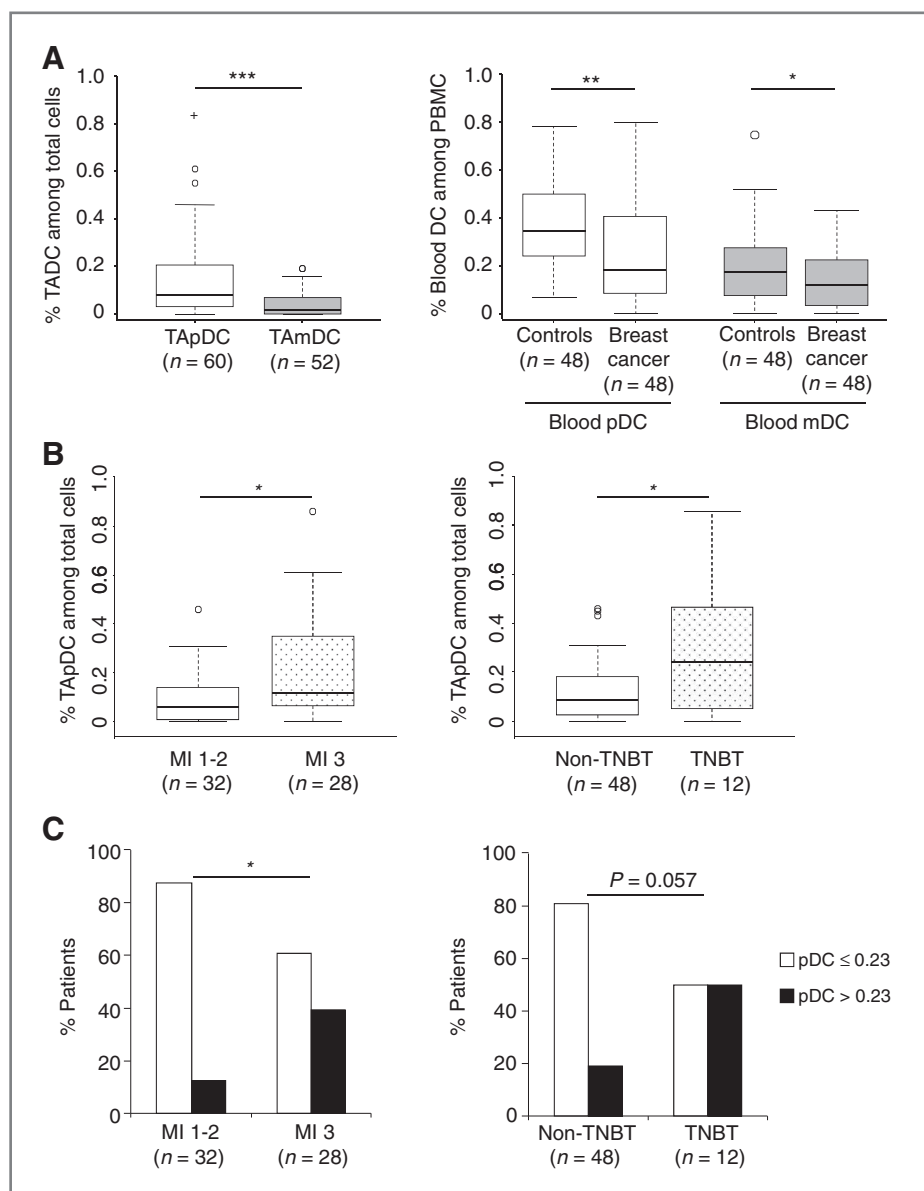 A
% TADC among total cells
1.0
0.8
0.6
0.4
0.2
0
***
+
TApDC
(n = 60)
TAmDC
(n = 52)
% Blood DC among PBMC
1.0
0.8
0.6
0.4
0.2
0
**
*
Controls
(n = 48)
Breast
cancer
(n = 48)
Controls
(n = 48)
Breast
cancer
(n = 48)
Blood pDC
Blood mDC
B
% TApDC among total cells
1.0
0.8
0.6
0.4
0.2
0
*
MI 1-2
(n = 32)
MI 3
(n = 28)
% TApDC among total cells
1.0
0.8
0.6
0.4
0.2
0
*
Non-TNBT
(n = 48)
TNBT
(n = 12)
C
% Patients
100
80
60
40
20
0
*
MI 1-2
(n = 32)
MI 3
(n = 28)
% Patients
100
80
60
40
20
0
P = 0.057
Non-TNBT
(n = 48)
TNBT
(n = 12)
pDC ≤ 0.23
pDC > 0.23